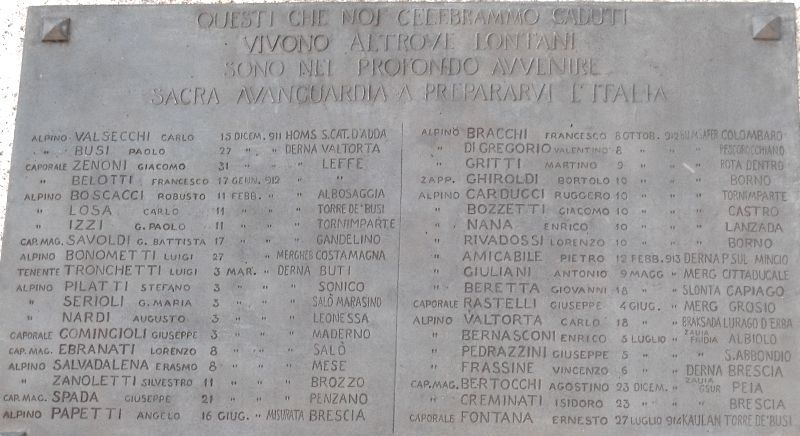 QUESTI CHE NOI CELEBRAMMO CADUTI
VIVONO ALTROVE LONTANI
SONO NEL PROFONDO AVVENIRE
SACRA AVANGUARDIA A PREPARARVI L'ITALIA
ALPINO VALSECCHI CARLO 15 DICEM. 911 HOMS S.CAT. D'ADDA
" BUSI PAOLO 27 " " DERNA VALTORTA
CAPORALE ZENONI GIACOMO 31 " " " LEFFE
" BELOTTI FRANCESCO 17 GENN. 912 " "
ALPINO BOSCACCI ROBUSTO 11 FEBB. " " ALBOSAGGIA
" LOSA CARLO 11 " " " TORRE DE' BUSI
" IZZI G. PAOLO 11 " " " TORNIMPARTE
CAP. MAG. SAVOLDI G. BATTISTA 17 " " " GANDELINO
ALPINO BONOMETTI LUIGI 27 " MERGHEB COSTAMAGNA
TENENTE TRONCHETTI LUIGI 3 MAR. " DERNA BUTI
ALPINO PILATTI STEFANO 3 " " " SONICO
" SERIOLI G. MARIA 3 " " " SALÒ MARASINO
" NARDI AUGUSTO 3 " " " LEONESSA
CAPORALE COMINCIOLI GIUSEPPE 3 " " " MADERNO
CAP. MAG. EBRANATI LORENZO 8 " " " SALÒ
ALPINO SALVADALENA ERASMO 8 " " " MESE
" ZANOLETTI SILVESTRO 11 " " " BROZZO
CAP. MAG. SPADA GIUSEPPE 21 " " " PENZANO
ALPINO PAPETTI ANGELO 16 GIUG. " MISURATA BRESCIA
ALPINO BRACCHI FRANCESCO 8 OTTOB. 912 COLOMBARO
" DI GREGORIO VALENTINO 8 " " " PESCOROCCHIANO
" GRITTI MARTINO 9 " " " ROTA DENTRO
ZAPP. GHIROLDI BORTOLO 10 " " " BORNO
ALPINO CARDUCCI RUGGERO 10 " " " TORNIMPARTE
" BOZZETTI GIACOMO 10 " " " CASTRO
" NANA ENRICO 10 " " " LANZADA
" RIVADOSSI LORENZO 10 " " " BORNO
" AMICABILE PIETRO 12 FEBB. 913 DERNA P. SUL MINCIO
" GIULIANI ANTONIO 9 MAGG " MERG CITTADUCALE
" BERETTA GIOVANNI 18 " " SLONTA CAPIAGO
CAPORALE RASTELLI GIUSEPPE 4 GIUG. " MERG GROSIO
ALPINO VALTORTA CARLO 18 " " BRAKSADA LURAGO D'ERBA
" BERNASCONI ENRICO 5 LUGLIO " ZAUIA FAIDIA ALBIOLO
" PEDRAZZINI GIUSEPPE 5 " " " S. ABBONDIO
" FRASSINE VINCENZO 6 " " DERNA BRESCIA
CAP. MAG. BERTOCCHI AGOSTINO 23 DICEM. " ZAUIA GSUR PEIA
" CREMINATI ISIDORO 23 " " " BRESCIA
CAPORALE FONTANA ERNESTO 27 LUGLIO 914 KAULAN TORRE DE' BUSI